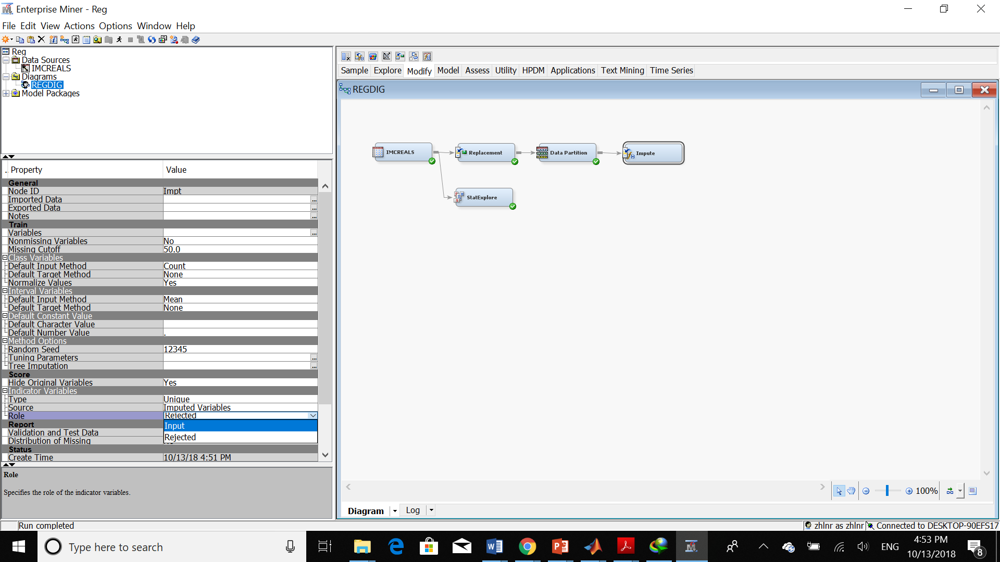 Enterprise Miner - Reg
File Edit View Actions Options Window Help
Reg
Data Sources
IMCREALS
Diagrams
REGDIG
Model Packages
. Property Value
General
Node ID Impt
Imported Data ...
Exported Data ...
Notes ...
Train
Variables ...
Nonmissing Variables No
Missing Cutoff 50.0
Class Variables
Default Input Method Count
Default Target Method None
Normalize Values Yes
Interval Variables
Default Input Method Mean
Default Target Method None
Default Constant Value
Default Character Value
Default Number Value .
Method Options
Random Seed 12345
Tuning Parameters ...
Tree Imputation ...
Score
Hide Original Variables Yes
Indicator Variables
Type Unique
Source Imputed Variables
Role Rejected
Input
Rejected
Report
Validation and Test Data
Distribution of Missing
Status
Create Time 10/13/18 4:51 PM
Role
Specifies the role of the indicator variables.
Run completed
Sample Explore Modify Model Assess Utility HPDM Applications Text Mining Time Series
REGDIG
IMCREALS Replacement Data Partition Impute
StatExplore
100%
Diagram Log
zhlnr as zhlnr Connected to DESKTOP-90EFS17
Type here to search
ENG
4:53 PM
10/13/2018
8